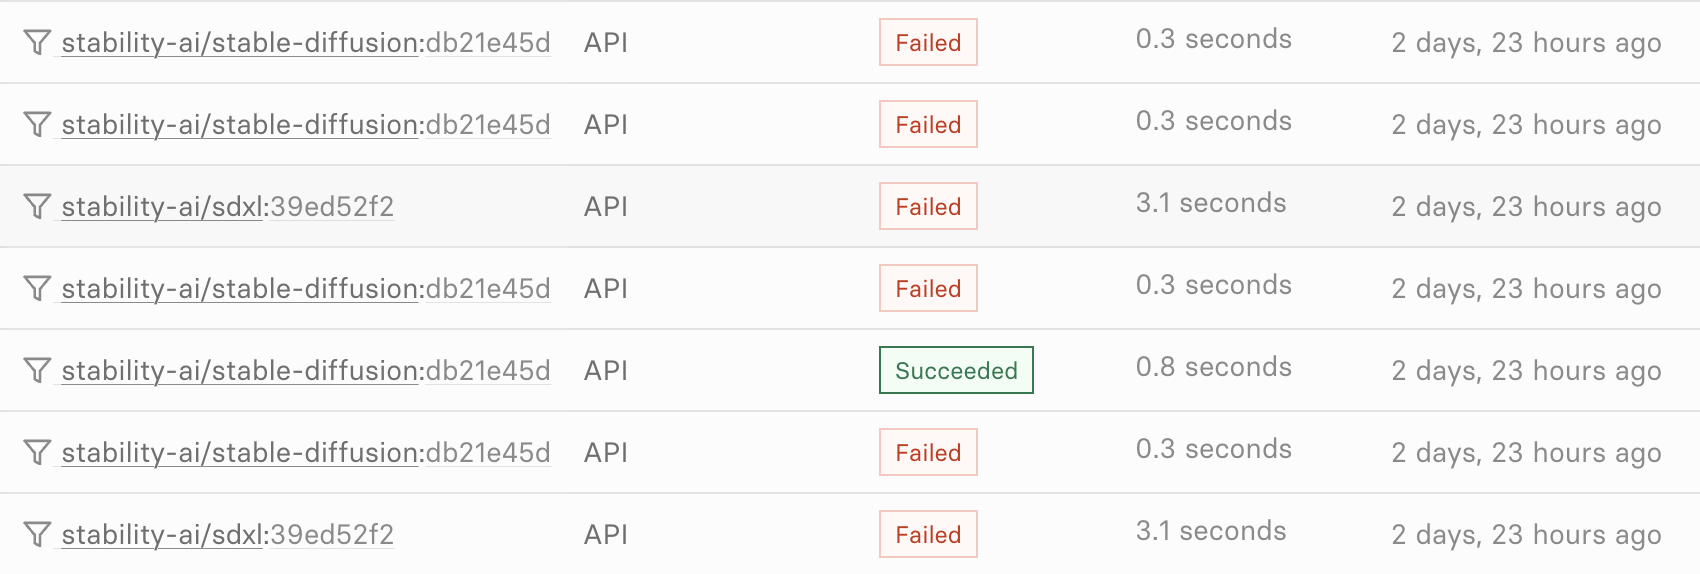 stability-ai/stable-diffusion:db21e45d API Failed 0.3 seconds 2 days, 23 hours ago
stability-ai/stable-diffusion:db21e45d API Failed 0.3 seconds 2 days, 23 hours ago
stability-ai/sdxl:39ed52f2 API Failed 3.1 seconds 2 days, 23 hours ago
stability-ai/stable-diffusion:db21e45d API Failed 0.3 seconds 2 days, 23 hours ago
stability-ai/stable-diffusion:db21e45d API Succeeded 0.8 seconds 2 days, 23 hours ago
stability-ai/stable-diffusion:db21e45d API Failed 0.3 seconds 2 days, 23 hours ago
stability-ai/sdxl:39ed52f2 API Failed 3.1 seconds 2 days, 23 hours ago